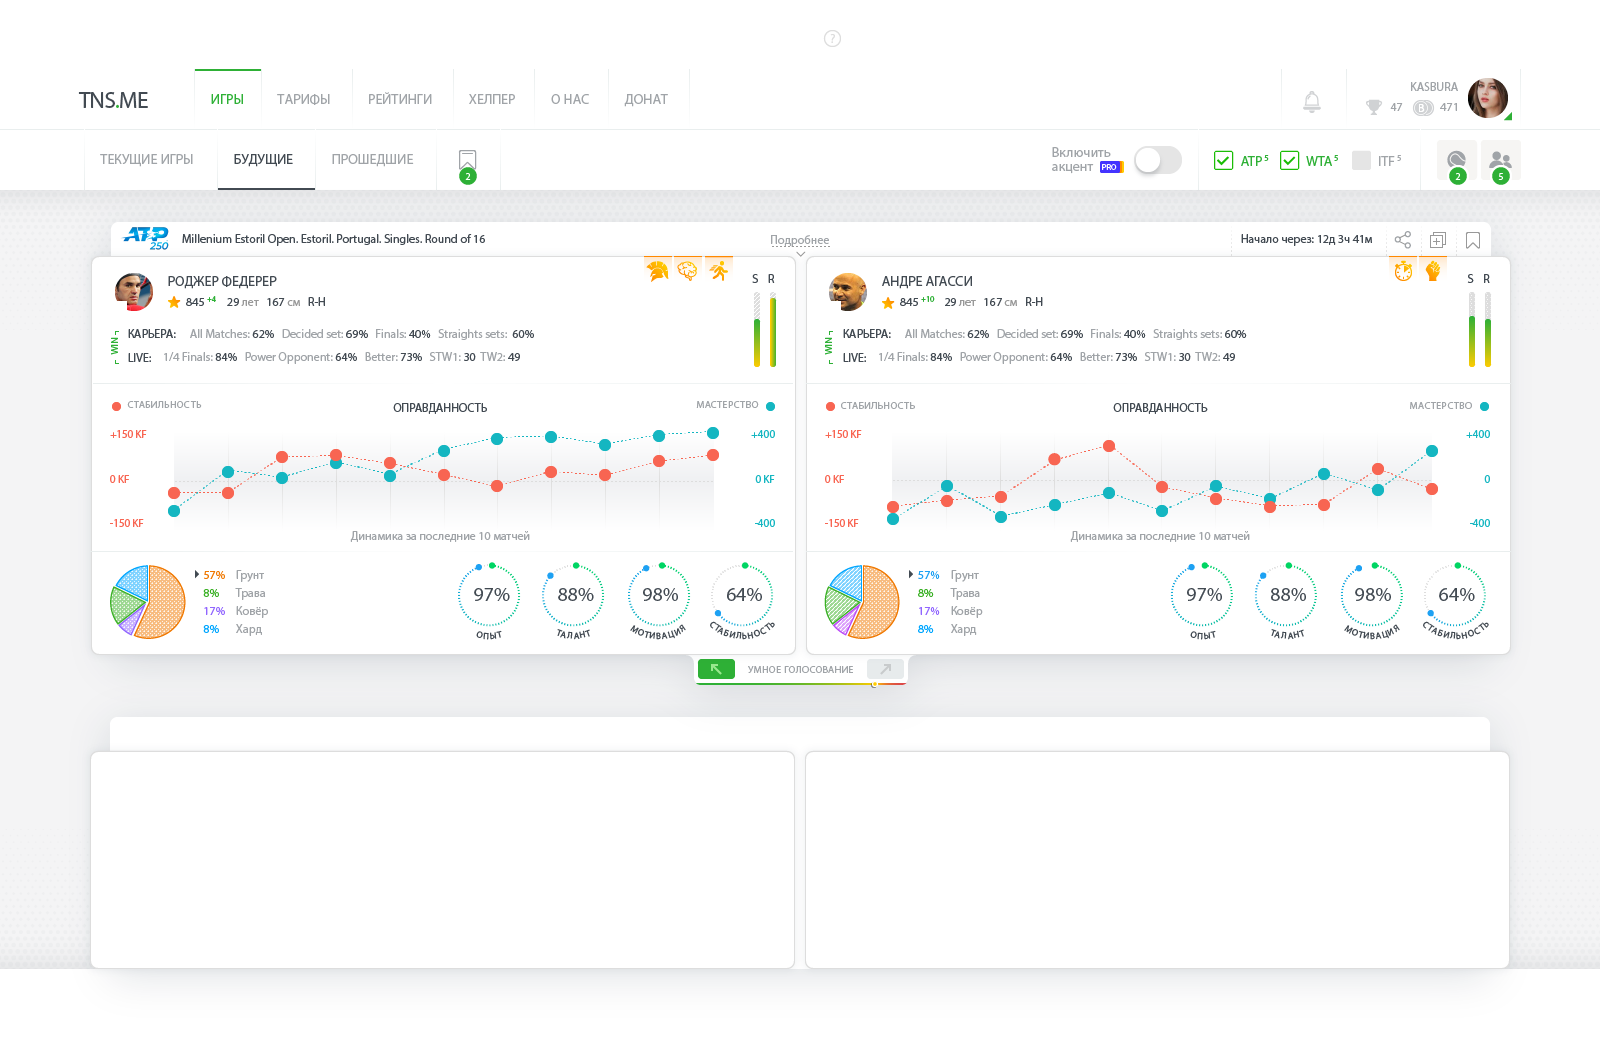 ?
TNS.ME
ИГРЫ ТАРИФЫ РЕЙТИНГИ ХЕЛПЕР О НАС ДОНАТ
KASBURA
47 471
ТЕКУЩИЕ ИГРЫ БУДУЩИЕ ПРОШЕДШИЕ 2
Включить
акцент PRO
ATP 5 WTA 5 ITF 5
2 5
ATP 250 Millenium Estoril Open. Estoril. Portugal. Singles. Round of 16 Подробнее Начало через: 12д 3ч 41м
РОДЖЕР ФЕДЕРЕР S R
845 +4 29 лет 167 см R-H
WIN
КАРЬЕРА: All Matches: 62% Decided set: 69% Finals: 40% Straights sets: 60%
LIVE: 1/4 Finals: 84% Power Opponent: 64% Better: 73% STW1: 30 TW2: 49
СТАБИЛЬНОСТЬ ОПРАВДАННОСТЬ МАСТЕРСТВО
+150 KF +400
0 KF 0 KF
-150 KF -400
Динамика за последние 10 матчей
57% Грунт
8% Трава
17% Ковёр
8% Хард
97% 88% 98% 64%
ОПЫТ ТАЛАНТ МОТИВАЦИЯ СТАБИЛЬНОСТЬ
АНДРЕ АГАССИ S R
845 +10 29 лет 167 см R-H
WIN
КАРЬЕРА: All Matches: 62% Decided set: 69% Finals: 40% Straights sets: 60%
LIVE: 1/4 Finals: 84% Power Opponent: 64% Better: 73% STW1: 30 TW2: 49
СТАБИЛЬНОСТЬ ОПРАВДАННОСТЬ МАСТЕРСТВО
+150 KF +400
0 KF 0
-150 KF -400
Динамика за последние 10 матчей
57% Грунт
8% Трава
17% Ковёр
8% Хард
97% 88% 98% 64%
ОПЫТ ТАЛАНТ МОТИВАЦИЯ СТАБИЛЬНОСТЬ
УМНОЕ ГОЛОСОВАНИЕ